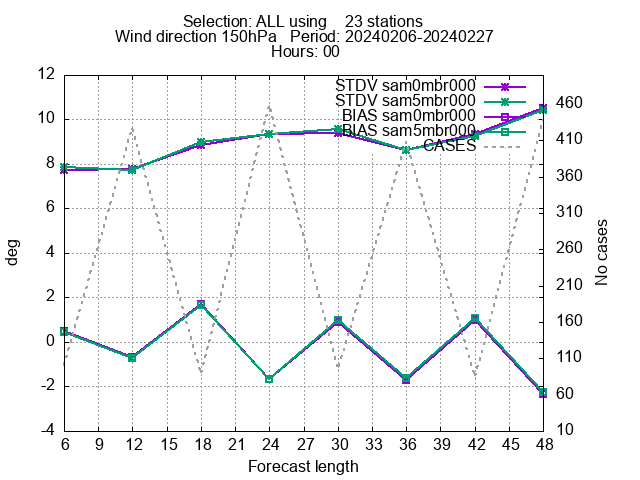 Selection: ALL using    23 stations
Wind direction 150hPa   Period: 20240206-20240227
Hours: 00
STDV sam0mbr000
STDV sam5mbr000
BIAS sam0mbr000
BIAS sam5mbr000
CASES
12
10
8
6
4
2
0
-2
-4
deg
460
410
360
310
260
210
160
110
60
10
No cases
6 9 12 15 18 21 24 27 30 33 36 39 42 45 48
Forecast length